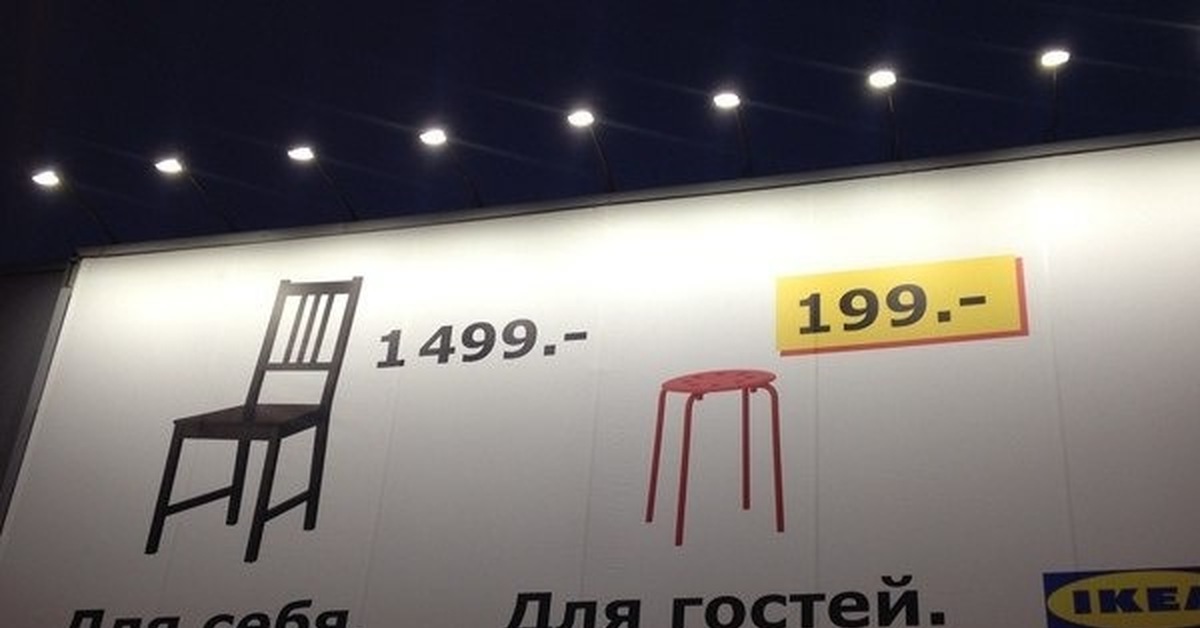 1 499.-
199.-
Для себя
Для гостей.
IKEA